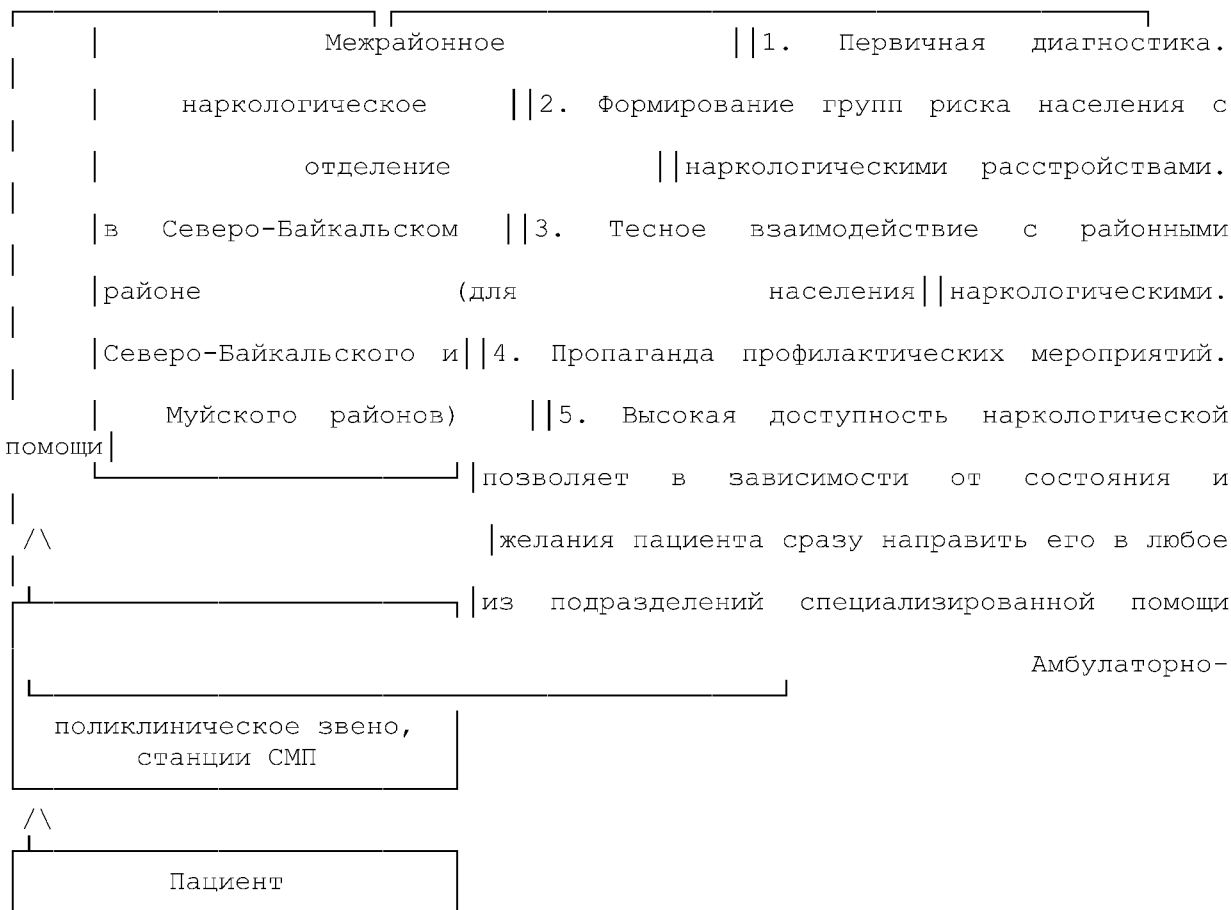 Межрайонное 1. Первичная диагностика.
наркологическое 2. Формирование групп риска населения с
отделение наркологическими расстройствами.
в Северо-Байкальском 3. Тесное взаимодействие с районными
районе (для населения наркологическими.
Северо-Байкальского и 4. Пропаганда профилактических мероприятий.
Муйского районов) 5. Высокая доступность наркологической
помощи
позволяет в зависимости от состояния и
/\ желания пациента сразу направить его в любое
из подразделений специализированной помощи
Амбулаторно-
поликлиническое звено,
станции СМП
/\
Пациент